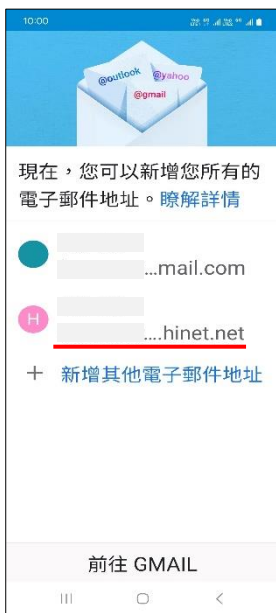 10:00
@outlook
@yahoo
@gmail
現在，您可以新增您所有的
電子郵件地址。瞭解詳情
...mail.com
H
....hinet.net
+ 新增其他電子郵件地址
前往 GMAIL